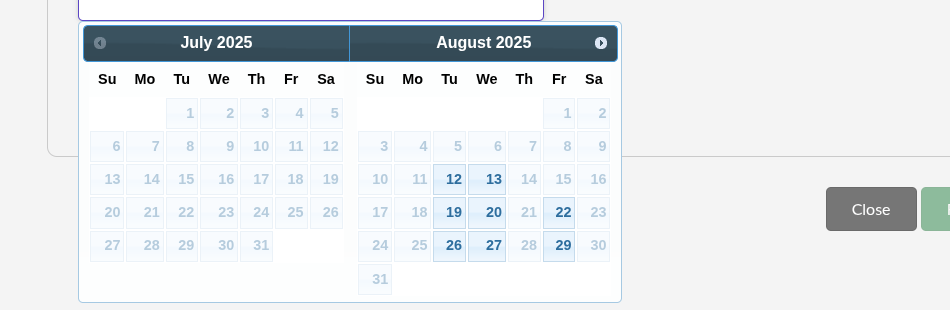 July 2025
Su Mo Tu We Th Fr Sa
1 2 3 4 5
6 7 8 9 10 11 12
13 14 15 16 17 18 19
20 21 22 23 24 25 26
27 28 29 30 31
August 2025
Su Mo Tu We Th Fr Sa
1 2
3 4 5 6 7 8 9
10 11 12 13 14 15 16
17 18 19 20 21 22 23
24 25 26 27 28 29 30
31
Close